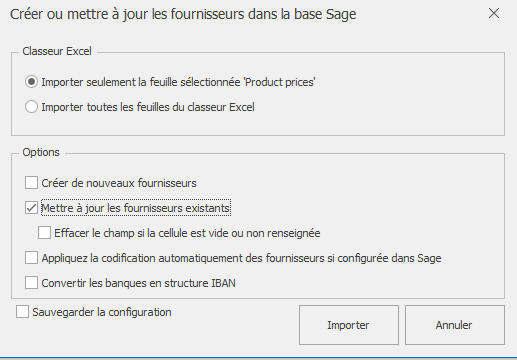 Créer ou mettre à jour les fournisseurs dans la base Sage
Classeur Excel
Importer seulement la feuille sélectionnée 'Product prices'
Importer toutes les feuilles du classeur Excel
Options
Créer de nouveaux fournisseurs
Mettre à jour les fournisseurs existants
Effacer le champ si la cellule est vide ou non renseignée
Appliquez la codification automatiquement des fournisseurs si configurée dans Sage
Convertir les banques en structure IBAN
Sauvegarder la configuration
Importer
Annuler